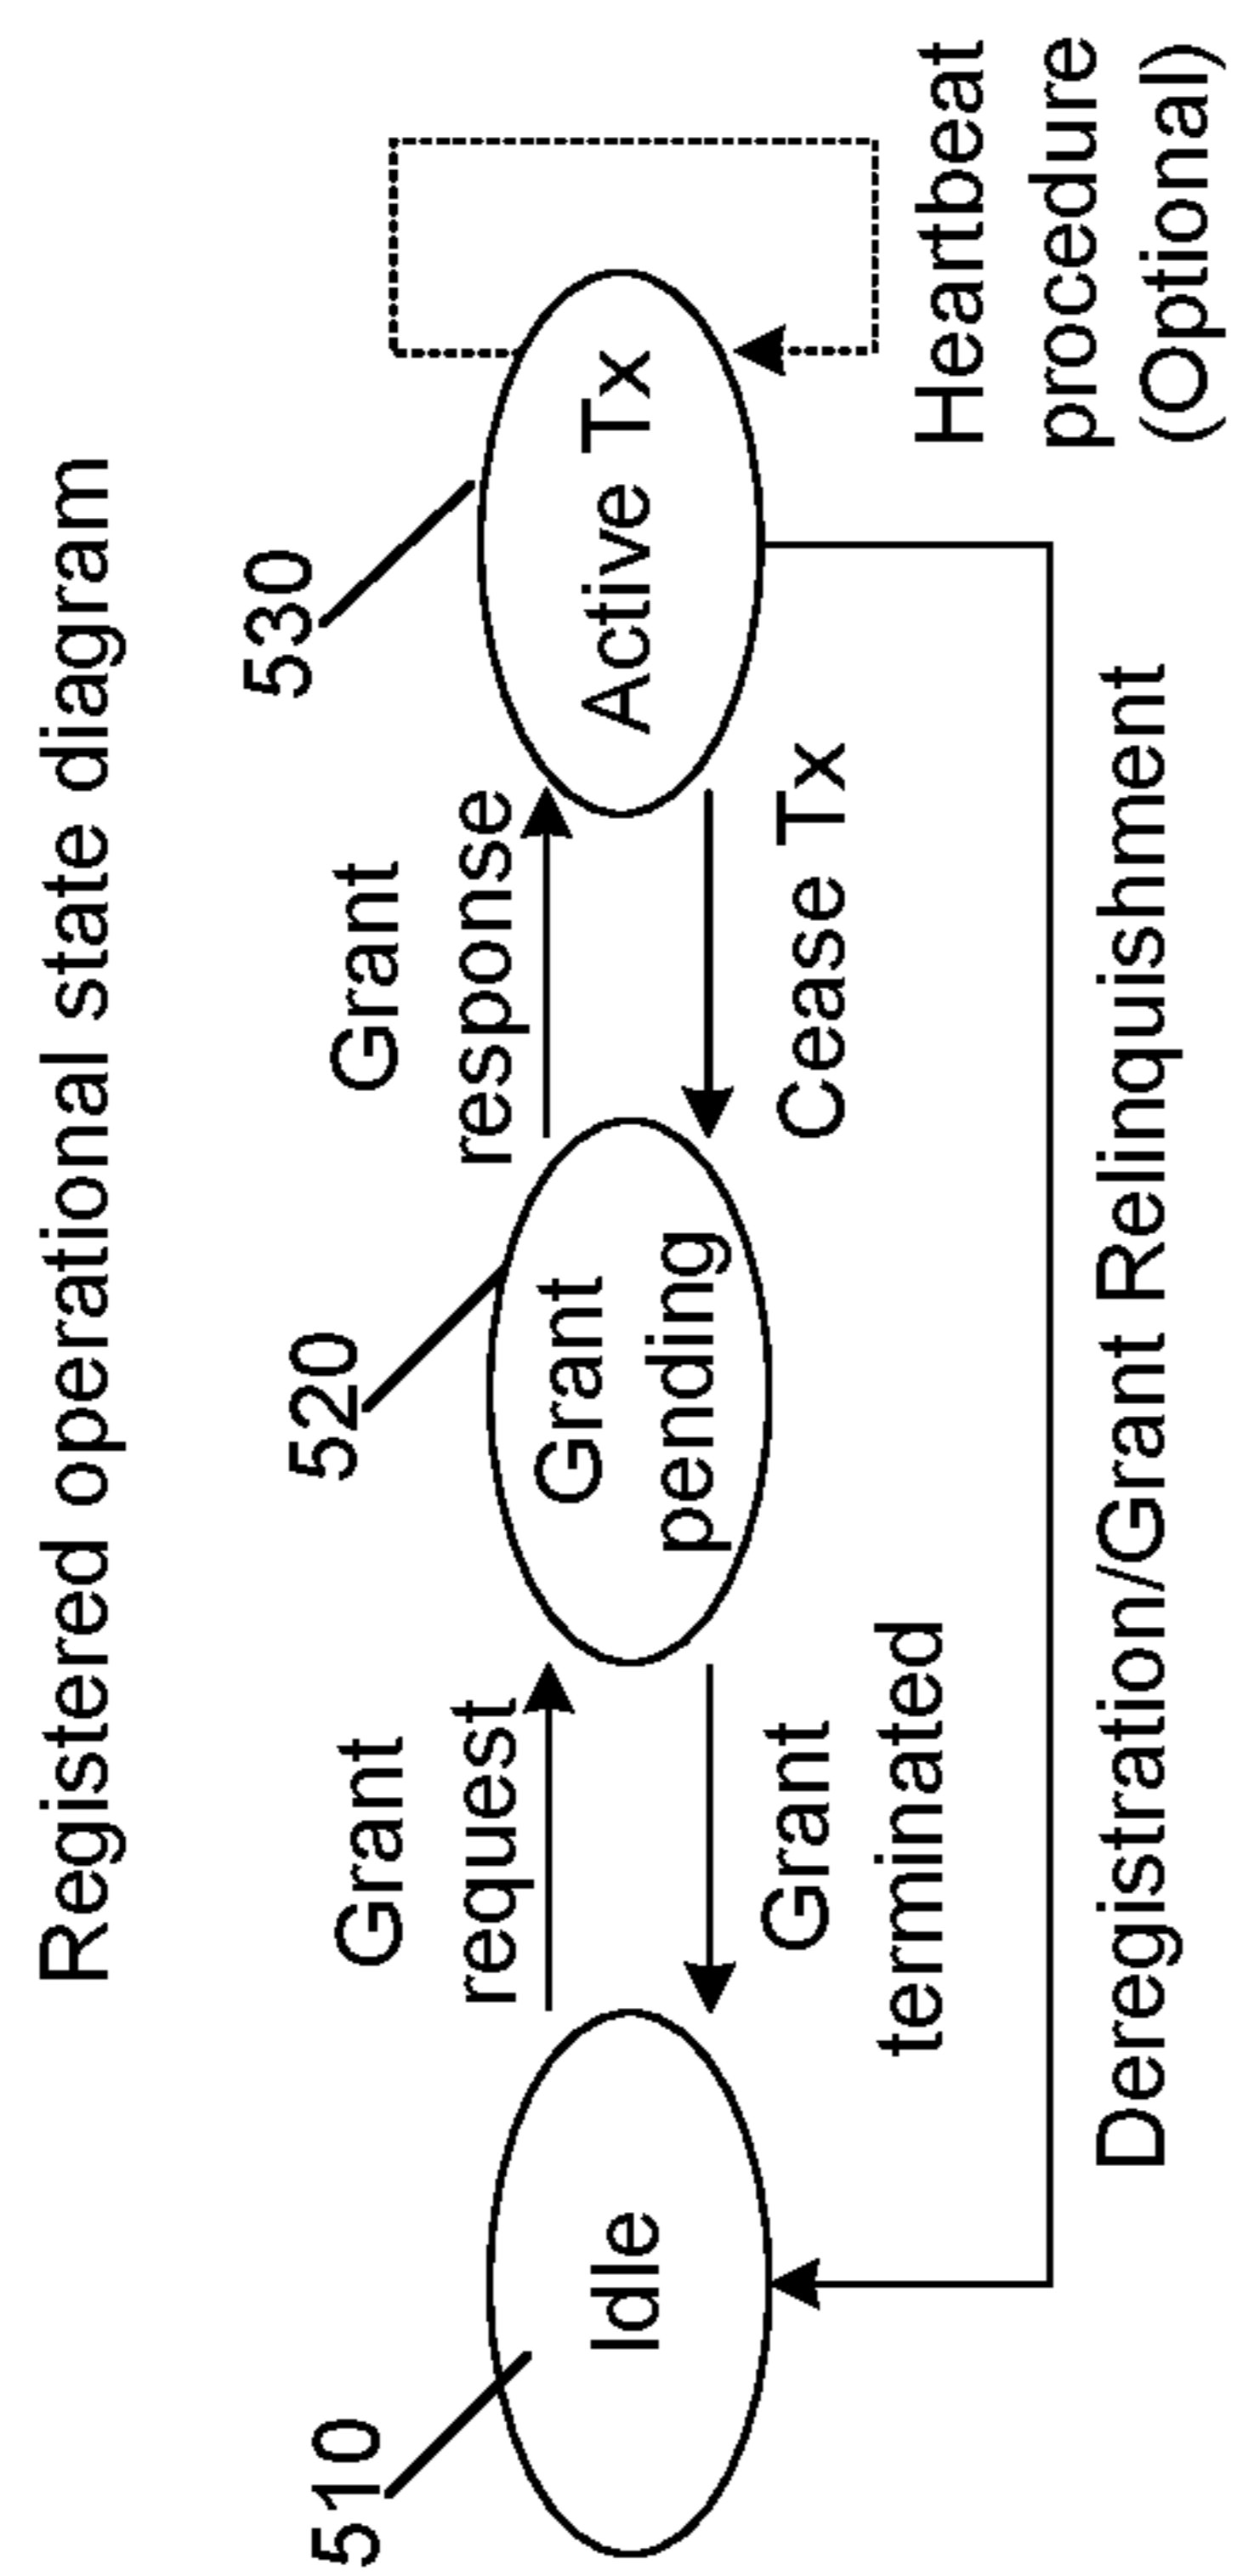 Registered operational state diagram
510
Idle
Grant
request
Grant
terminated
520
Grant
pending
Grant
response
Cease Tx
530
Active Tx
Heartbeat
procedure
(Optional)
Deregistration/Grant Relinquishment